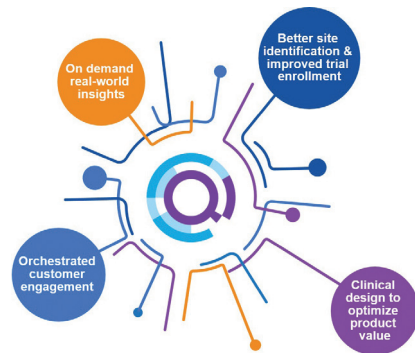 On demand
real-world
insights
Better site
identification &
improved trial
enrollment
Orchestrated
customer
engagement
Clinical
design to
optimize
product
value